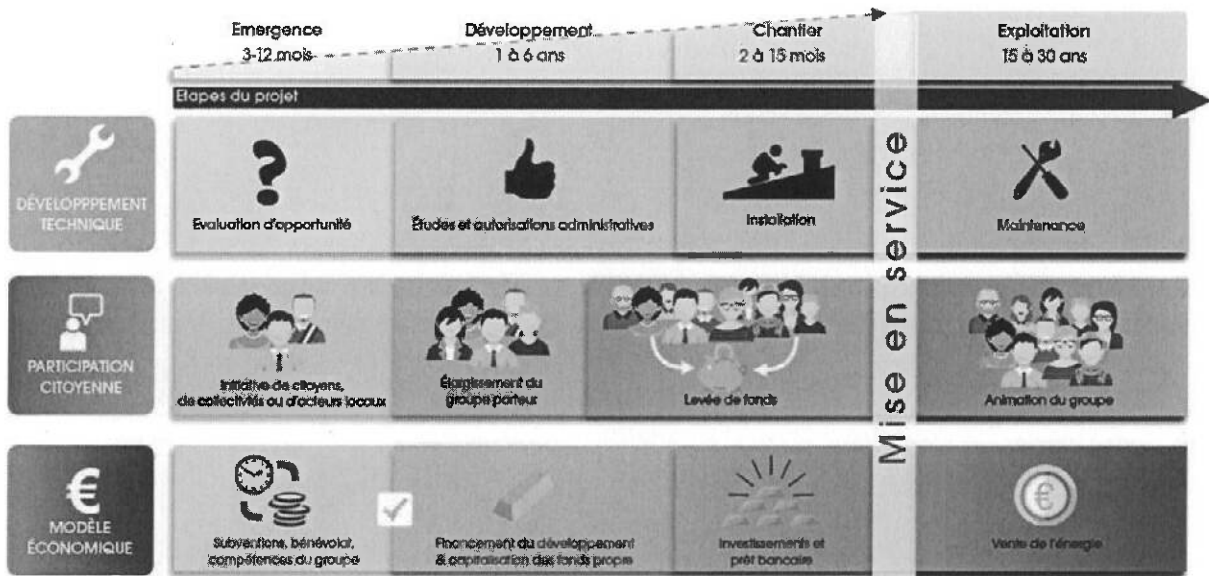 Emergence
3-12 mois
Développement
1 à 6 ans
Chantier
2 à 15 mois
Exploitation
15 à 30 ans
Etapes du projet
DÉVELOPPPEMENT
TECHNIQUE
Evaluation d'opportunité
Études et autorisations administratives
Installation
Maintenance
Mise en service
PARTICIPATION
CITOYENNE
Initiative de citoyens,
de collectivités ou d'acteurs locaux
Élargissement du
groupe porteur
Levée de fonds
Animation du groupe
€
MODÈLE
ÉCONOMIQUE
Subventions, bénévolat,
compétences du groupe
Financement du développement
& capitalisation des fonds propre
Investissements et
prêt bancaire
€
Vente de l'énergie